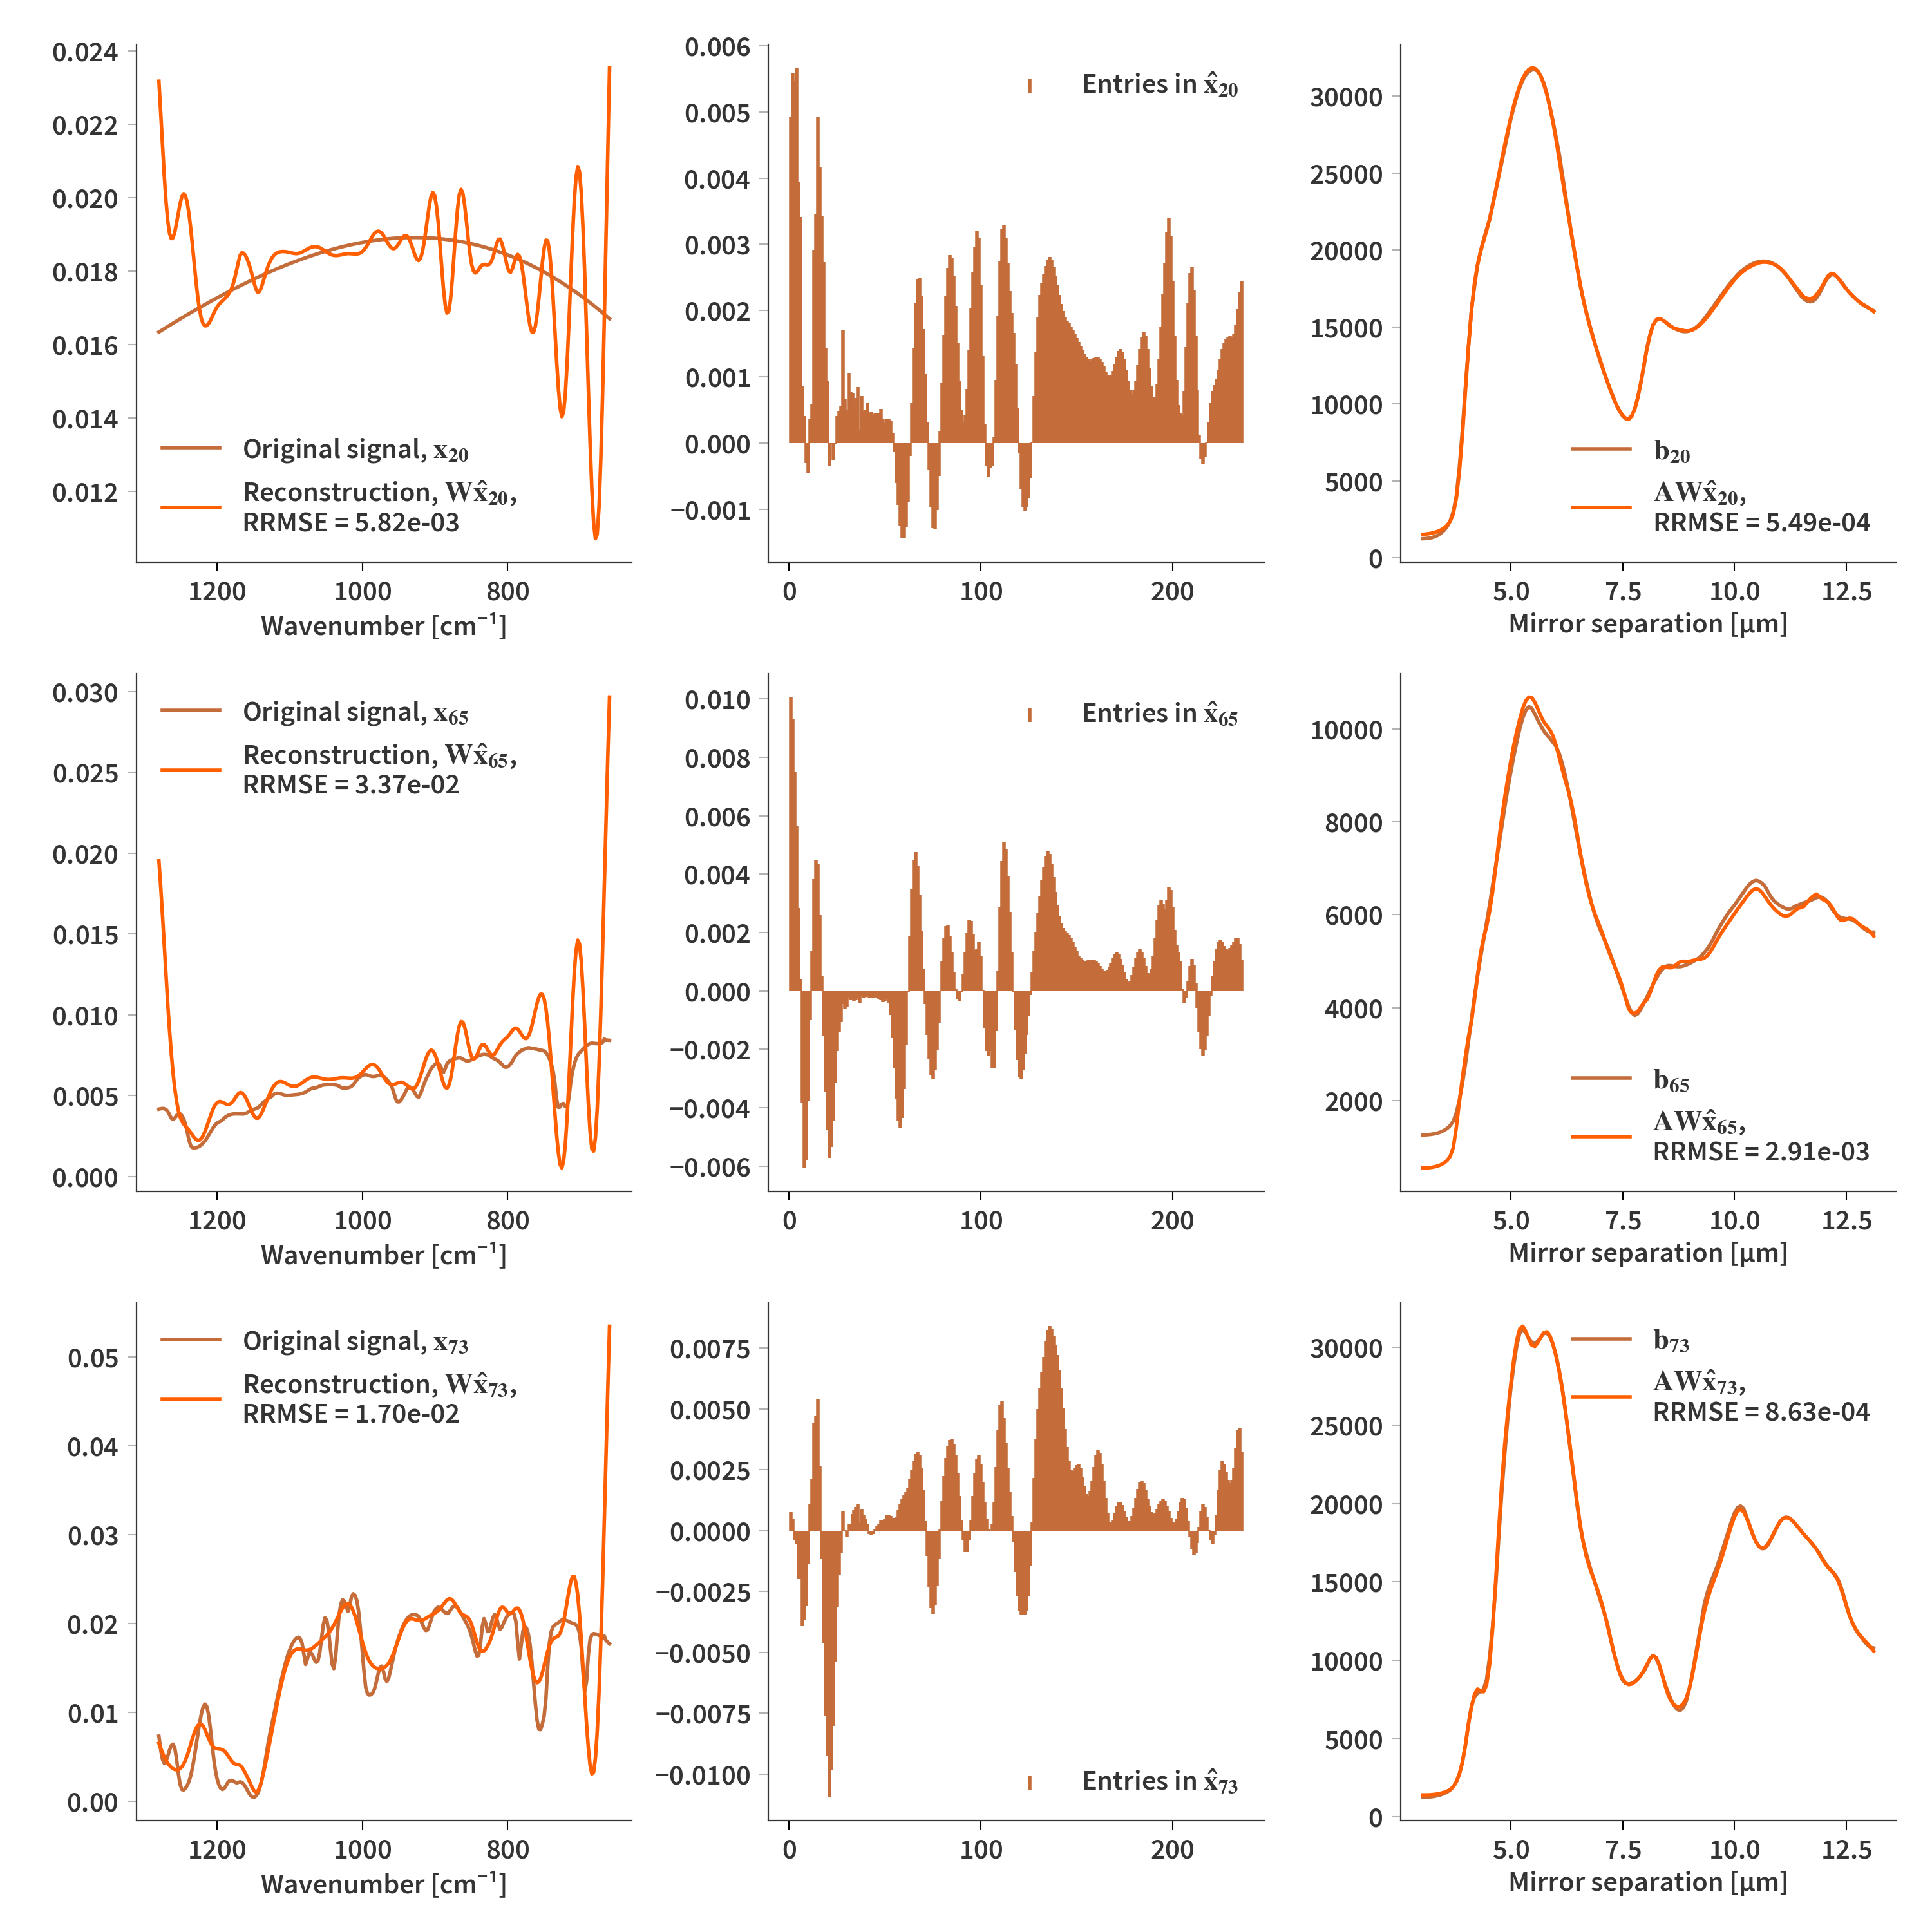 0.024
0.022
0.020
0.018
0.016
0.014
0.012
Original signal, x₂₀
Reconstruction, Wx̂₂₀,
RRMSE = 5.82e-03
1200 1000 800
Wavenumber [cm⁻¹]
0.006
0.005
0.004
0.003
0.002
0.001
0.000
−0.001
Entries in x̂₂₀
0 100 200
30000
25000
20000
15000
10000
5000
0
b₂₀
AWx̂₂₀,
RRMSE = 5.49e-04
5.0 7.5 10.0 12.5
Mirror separation [µm]
0.030
0.025
0.020
0.015
0.010
0.005
0.000
Original signal, x₆₅
Reconstruction, Wx̂₆₅,
RRMSE = 3.37e-02
1200 1000 800
Wavenumber [cm⁻¹]
0.010
0.008
0.006
0.004
0.002
0.000
−0.002
−0.004
−0.006
Entries in x̂₆₅
0 100 200
10000
8000
6000
4000
2000
b₆₅
AWx̂₆₅,
RRMSE = 2.91e-03
5.0 7.5 10.0 12.5
Mirror separation [µm]
0.05
0.04
0.03
0.02
0.01
0.00
Original signal, x₇₃
Reconstruction, Wx̂₇₃,
RRMSE = 1.70e-02
1200 1000 800
Wavenumber [cm⁻¹]
0.0075
0.0050
0.0025
0.0000
−0.0025
−0.0050
−0.0075
−0.0100
Entries in x̂₇₃
0 100 200
30000
25000
20000
15000
10000
5000
0
b₇₃
AWx̂₇₃,
RRMSE = 8.63e-04
5.0 7.5 10.0 12.5
Mirror separation [µm]